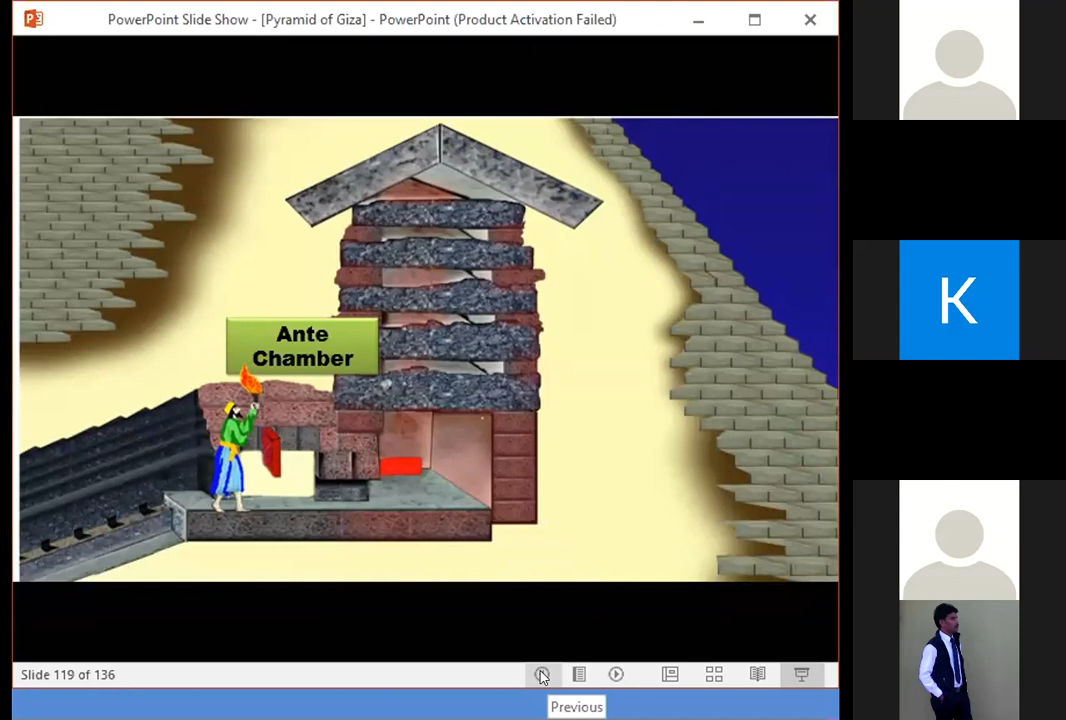 PowerPoint Slide Show - [Pyramid of Giza] - PowerPoint (Product Activation Failed)
Ante
Chamber
K
Slide 119 of 136
Previous